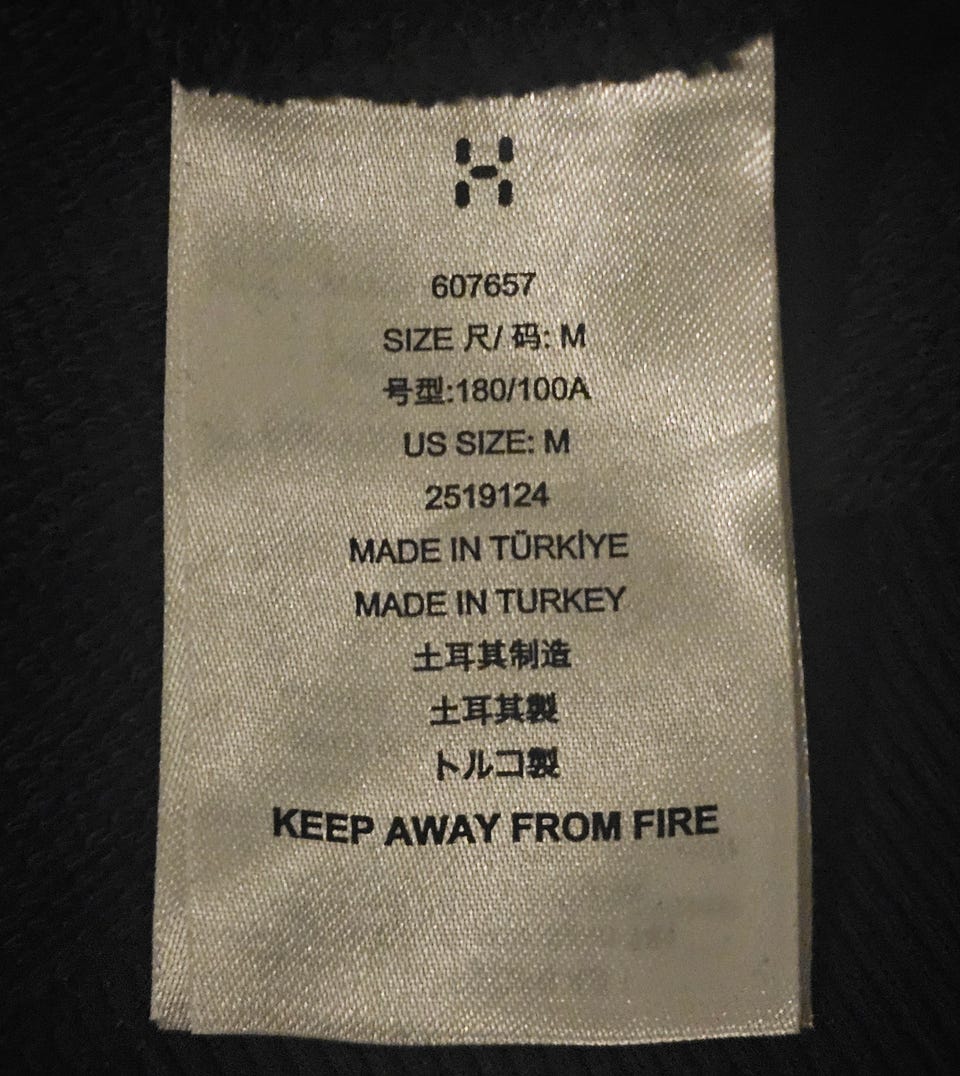 H
607657
SIZE 尺/ 码: M
号型:180/100A
US SIZE: M
2519124
MADE IN TÜRKİYE
MADE IN TURKEY
土耳其制造
土耳其製
トルコ製
KEEP AWAY FROM FIRE